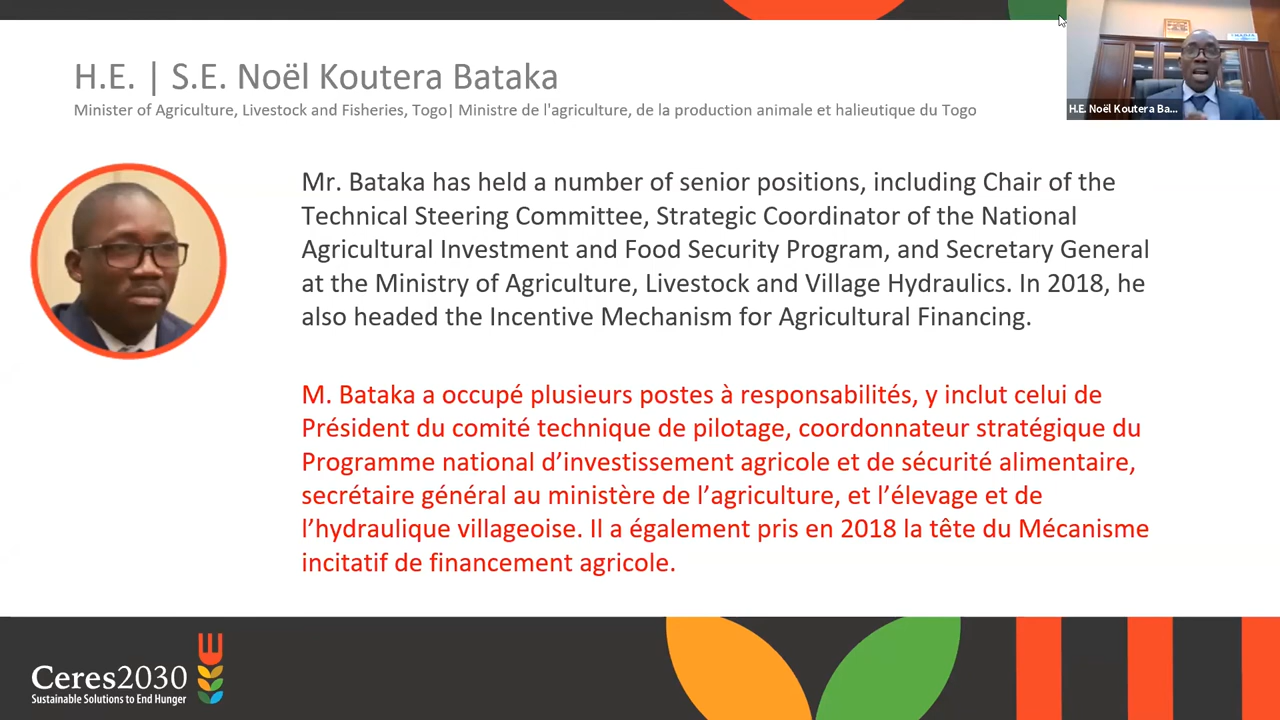 H.E. | S.E. Noël Koutera Bataka
Minister of Agriculture, Livestock and Fisheries, Togo| Ministre de l'agriculture, de la production animale et halieutique du Togo
H.E. Noël Koutera Ba...
Mr. Bataka has held a number of senior positions, including Chair of the
Technical Steering Committee, Strategic Coordinator of the National
Agricultural Investment and Food Security Program, and Secretary General
at the Ministry of Agriculture, Livestock and Village Hydraulics. In 2018, he
also headed the Incentive Mechanism for Agricultural Financing.
M. Bataka a occupé plusieurs postes à responsabilités, y inclut celui de
Président du comité technique de pilotage, coordonnateur stratégique du
Programme national d’investissement agricole et de sécurité alimentaire,
secrétaire général au ministère de l’agriculture, et l’élevage et de
l’hydraulique villageoise. Il a également pris en 2018 la tête du Mécanisme
incitatif de financement agricole.
Ceres2030
Sustainable Solutions to End Hunger